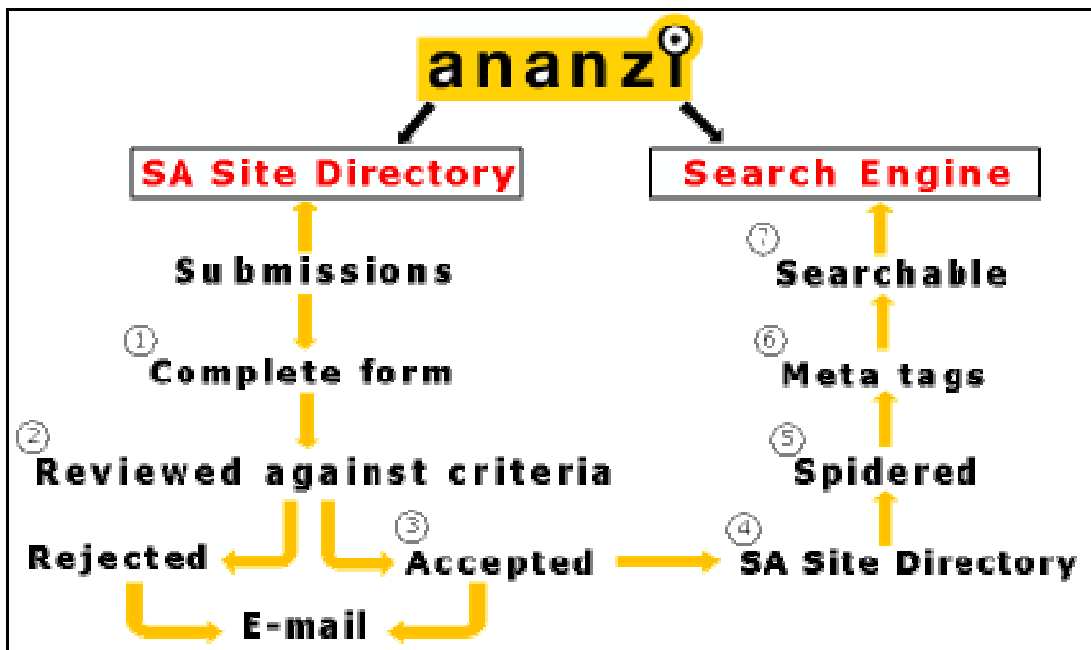 ananzi
SA Site Directory
Search Engine
Submissions
7
Searchable
1
Complete form
6
Meta tags
2
Reviewed against criteria
5
Spidered
Rejected
3
Accepted
4
SA Site Directory
E-mail